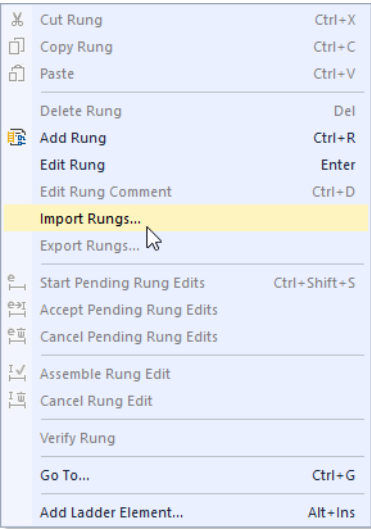 Cut Rung Ctrl+X
Copy Rung Ctrl+C
Paste Ctrl+V
Delete Rung Del
Add Rung Ctrl+R
Edit Rung Enter
Edit Rung Comment Ctrl+D
Import Rungs...
Export Rungs...
Start Pending Rung Edits Ctrl+Shift+S
Accept Pending Rung Edits
Cancel Pending Rung Edits
Assemble Rung Edit
Cancel Rung Edit
Verify Rung
Go To... Ctrl+G
Add Ladder Element... Alt+Ins